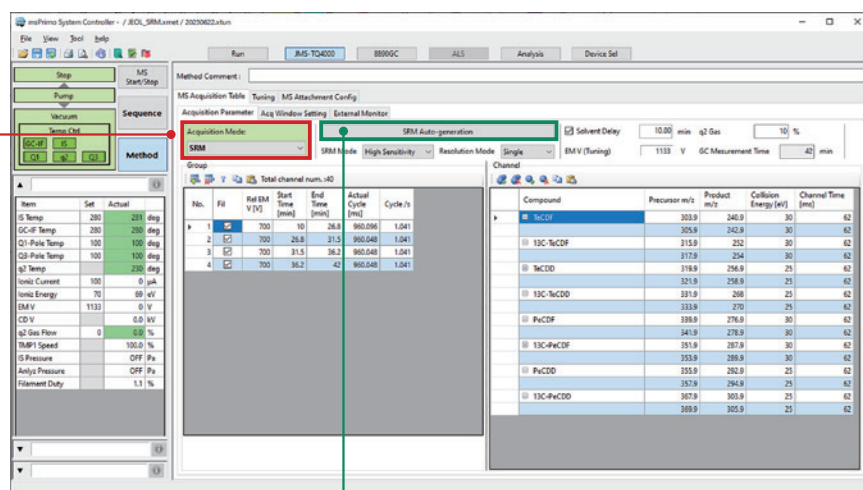 msPrimo System Controller - / JEOL_SRM.xmet / 20230622.xtun
File View Tool help
Run JMS-TQ4000 8890GC ALS Analysis Device Sel
Stop
MS Start/Stop
Pump
Vacuum
Sequence
Temp Ctrl
GC-IF IS
Q1 q2 Q3
Method
Item Set Actual
IS Temp 280 281 deg
GC-IF Temp 280 280 deg
Q1-Pole Temp 100 100 deg
Q3-Pole Temp 100 100 deg
q2 Temp 230 deg
Ioniz Current 100 0 µA
Ioniz Energy 70 69 eV
EM V 1133 0 V
CD V 0.0 kV
q2 Gas Flow 0 0.0 %
TMP1 Speed 100.0 %
IS Pressure OFF Pa
Anlyz Pressure OFF Pa
Filament Duty 1.1 %
Method Comment :
MS Acquisition Table Tuning MS Attachment Config
Acquisition Parameter Acq Window Setting External Monitor
Acquisition Mode:
SRM
SRM Auto-generation
Solvent Delay 10.00 min q2 Gas 10 %
SRM Mode High Sensitivity Resolution Mode Single EM V (Tuning) 1133 V GC Mesurement Time 42 min
Group
Total channel num. :40
No. Fil Rel EM V [V] Start Time [min] End Time [min] Actual Cycle [ms] Cycle /s
1 700 10 26.8 960.096 1.041
2 700 26.8 31.5 960.048 1.041
3 700 31.5 36.2 960.048 1.041
4 700 36.2 42 960.048 1.041
Channel
Compound Precursor m/z Product m/z Collision Energy [eV] Channel Time [ms]
TeCDF 303.9 240.9 30 62
305.9 242.9 30 62
13C-TeCDF 315.9 252 30 62
317.9 254 30 62
TeCDD 319.9 256.9 25 62
321.9 258.9 25 62
13C-TeCDD 331.9 268 25 62
333.9 270 25 62
PeCDF 339.9 276.9 30 62
341.9 278.9 30 62
13C-PeCDF 351.9 287.9 30 62
353.9 289.9 30 62
PeCDD 355.9 292.9 25 62
357.9 294.9 25 62
13C-PeCDD 367.9 303.9 25 62
369.9 305.9 25 62